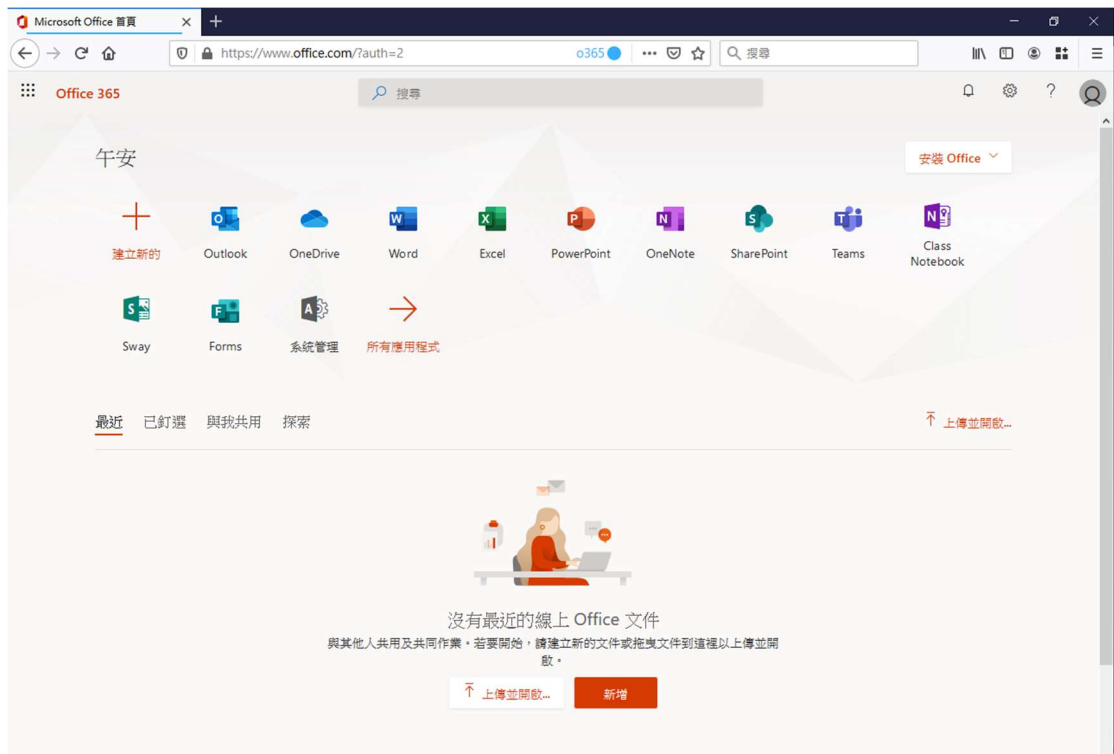 Microsoft Office 首頁
https://www.office.com/?auth=2
o365
搜尋
Office 365
搜尋
午安
安裝 Office
建立新的
Outlook
OneDrive
Word
Excel
PowerPoint
OneNote
SharePoint
Teams
Class Notebook
Sway
Forms
系統管理
所有應用程式
最近 已釘選 與我共用 探索
上傳並開啟...
沒有最近的線上 Office 文件
與其他人共用及共同作業。若要開始，請建立新的文件或拖曳文件到這裡以上傳並開
啟。
上傳並開啟...
新增